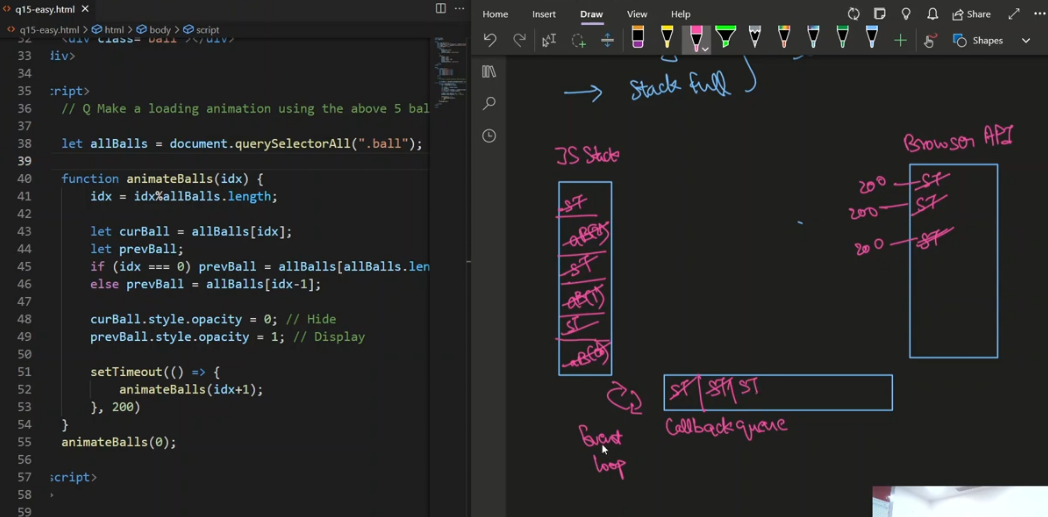 q15-easy.html
q15-easy.html > html > body > script
32 <div class="ball"></div>
33 div>
34
35 cript>
36 // Q Make a loading animation using the above 5 bal
37
38 let allBalls = document.querySelectorAll(".ball");
39
40 function animateBalls(idx) {
41 idx = idx%allBalls.length;
42
43 let curBall = allBalls[idx];
44 let prevBall;
45 if (idx === 0) prevBall = allBalls[allBalls.len
46 else prevBall = allBalls[idx-1];
47
48 curBall.style.opacity = 0; // Hide
49 prevBall.style.opacity = 1; // Display
50
51 setTimeout(() => {
52 animateBalls(idx+1);
53 }, 200)
54 }
55 animateBalls(0);
56
57 script>
58 >
59
Home Insert Draw View Help Share
Shapes
→ Stack full
JS Stack
ST
aB(2)
ST
aB(1)
ST
aB(0)
Browser API
200 ST
200 ST
200 ST
ST ST ST
Callback queue
Event
loop